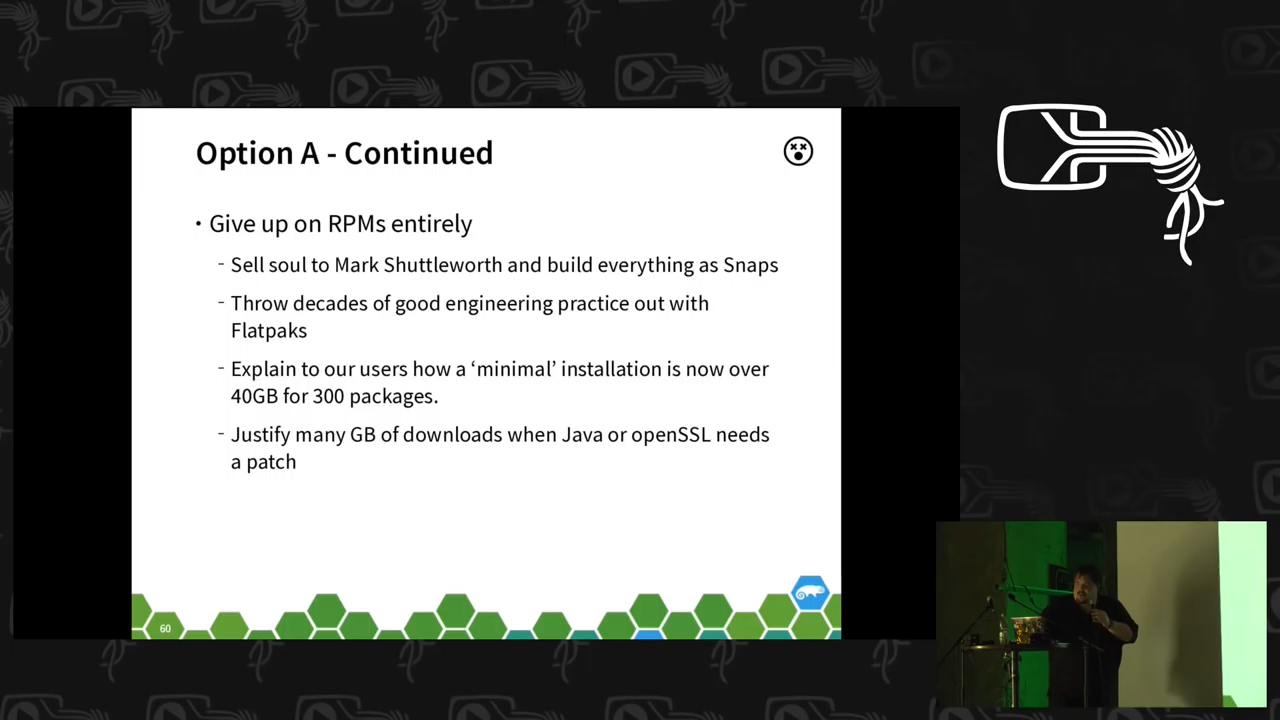 Option A - Continued
• Give up on RPMs entirely
- Sell soul to Mark Shuttleworth and build everything as Snaps
- Throw decades of good engineering practice out with
Flatpaks
- Explain to our users how a ‘minimal’ installation is now over
40GB for 300 packages.
- Justify many GB of downloads when Java or openSSL needs
a patch
60